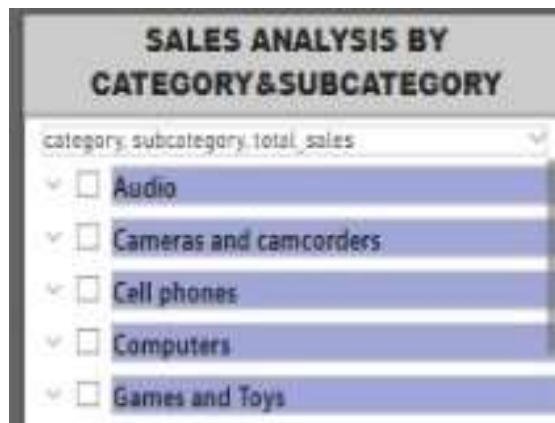 SALES ANALYSIS BY
CATEGORY&SUBCATEGORY
category, subcategory, total_sales
Audio
Cameras and camcorders
Cell phones
Computers
Games and Toys